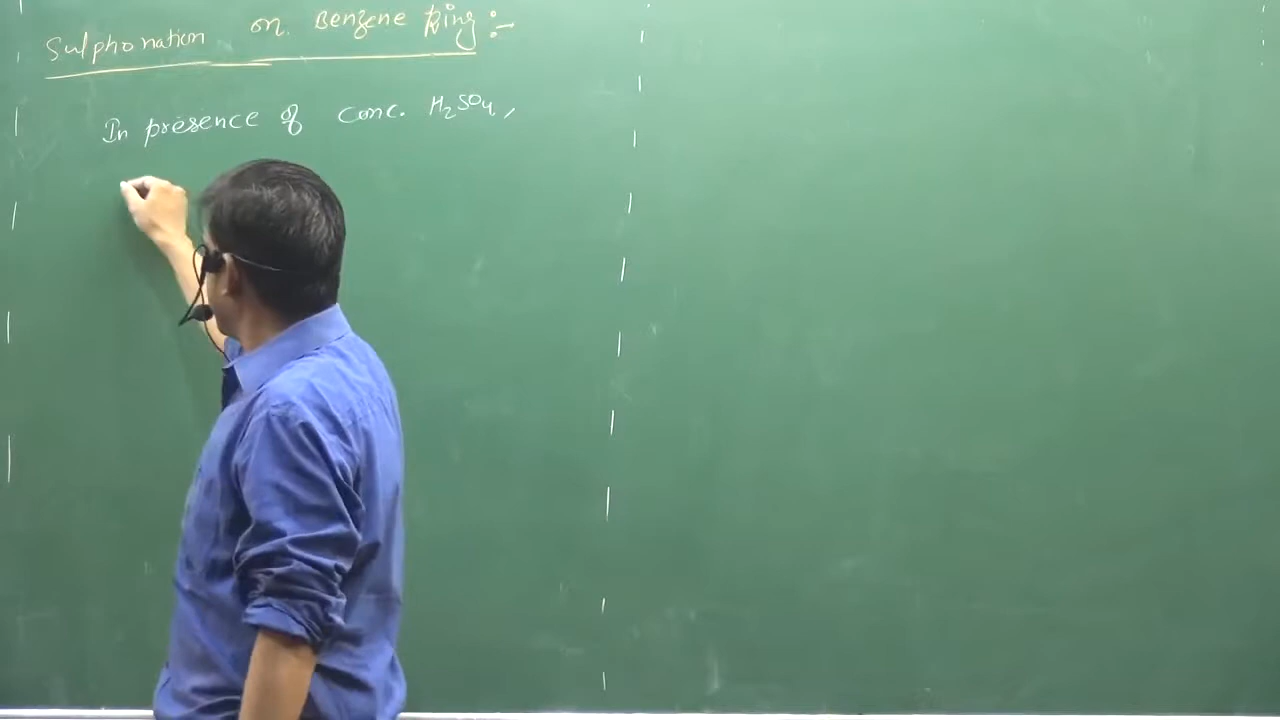 Sulphonation on Benzene Ring :-
In presence of conc. H₂SO₄,